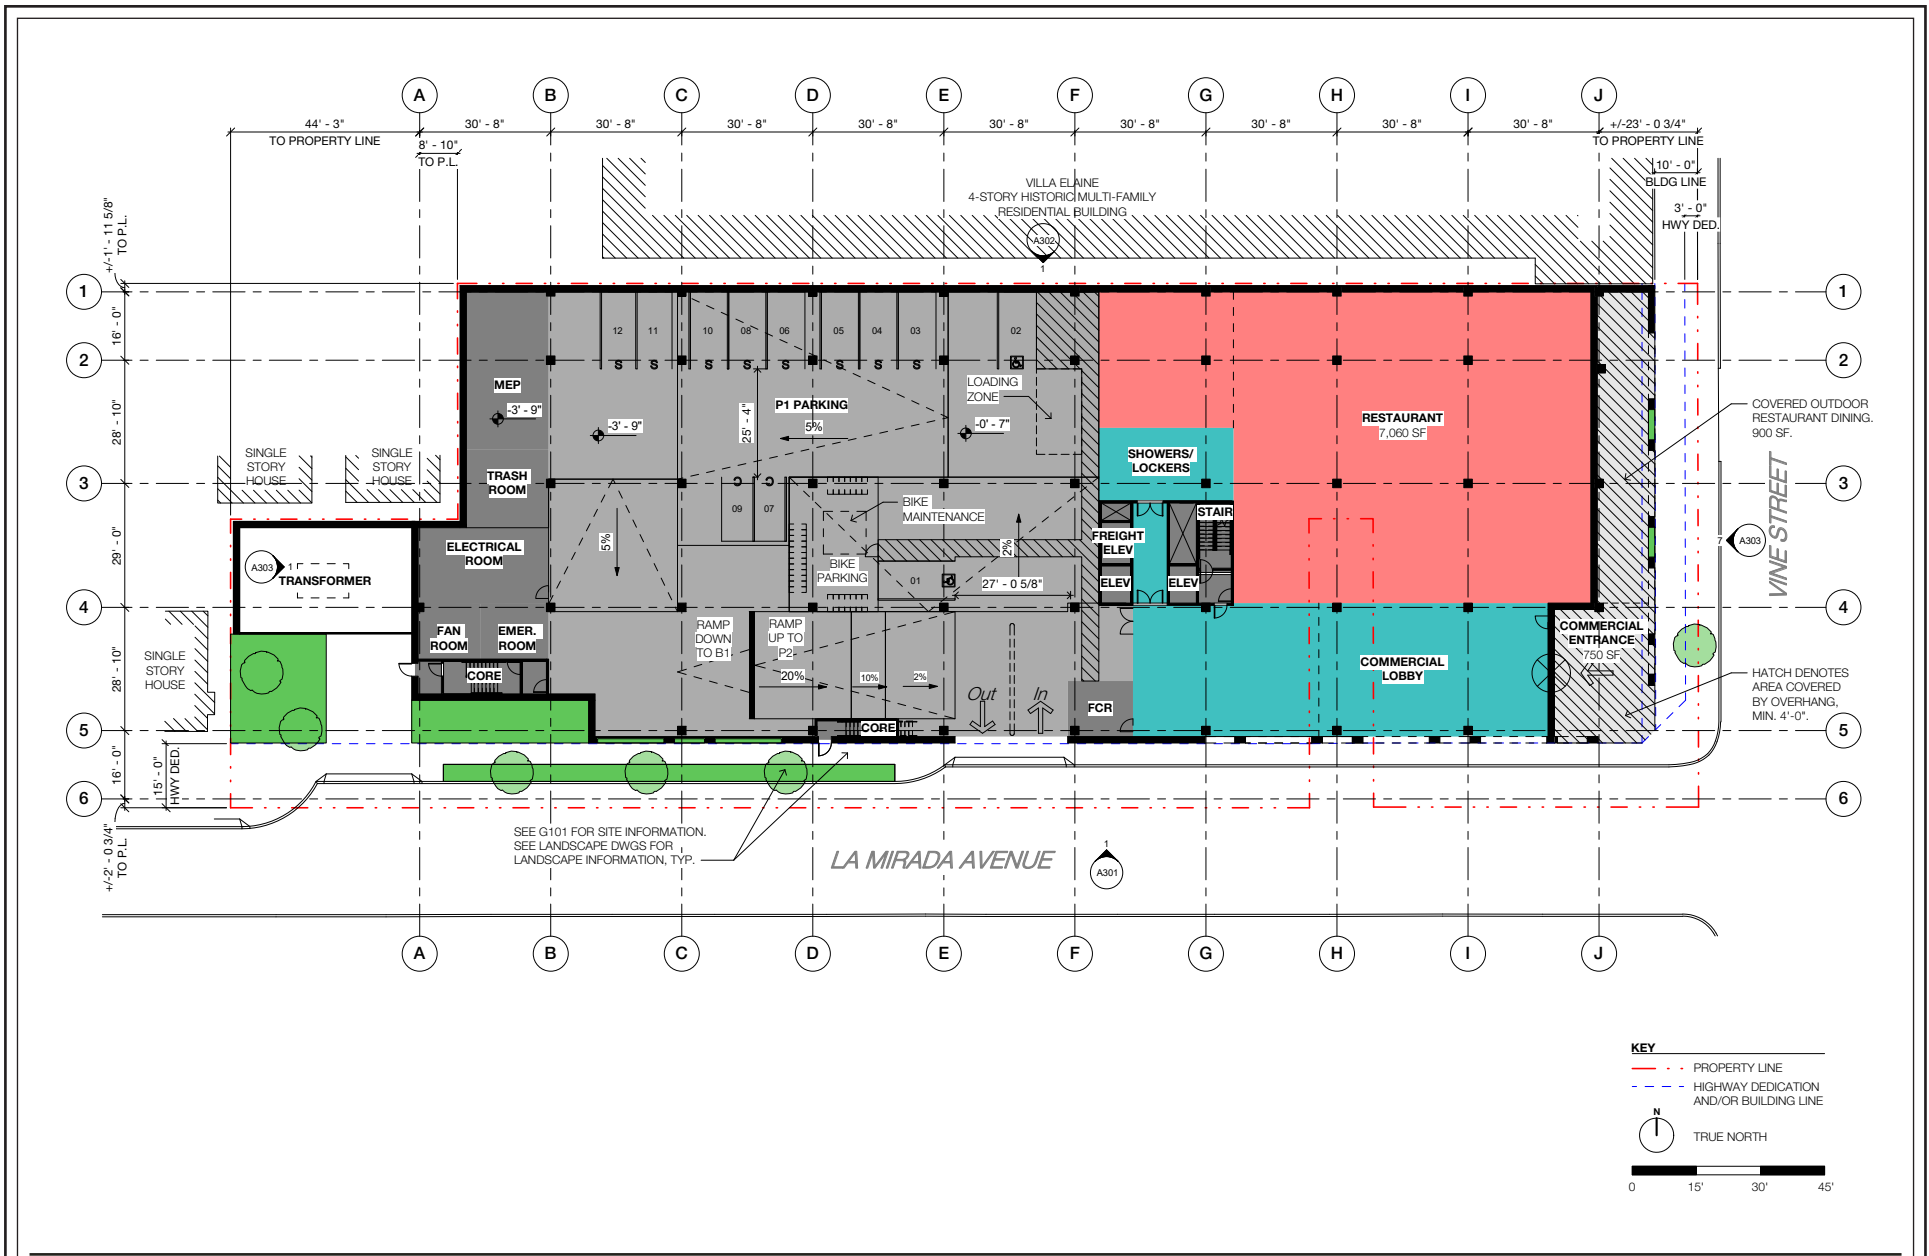 A B C D E F G H I J
44' - 3"
TO PROPERTY LINE
8' - 10"
TO P.L.
30' - 8"
30' - 8"
30' - 8"
30' - 8"
30' - 8"
30' - 8"
30' - 8"
30' - 8"
30' - 8"
+/-23' - 0 3/4"
TO PROPERTY LINE
10' - 0"
BLDG LINE
3' - 0"
HWY DED.
+/-1' - 11 5/8"
TO P.L.
VILLA ELAINE
4-STORY HISTORIC MULTI-FAMILY
RESIDENTIAL BUILDING
A302
1
1
2
3
4
5
6
16' - 0"
28' - 10"
29' - 0"
28' - 10"
16' - 0"
15' - 0"
HWY DED.
+/-2' - 0 3/4"
TO P.L.
1
2
3
4
5
6
12 11 10 08 06 05 04 03 02
S S S S S S S S
MEP
-3' - 9"
-3' - 9"
P1 PARKING
5%
25' - 4"
-0' - 7"
LOADING
ZONE
RESTAURANT
7,060 SF
COVERED OUTDOOR
RESTAURANT DINING.
900 SF.
SHOWERS/
LOCKERS
SINGLE
STORY
HOUSE
SINGLE
STORY
HOUSE
TRASH
ROOM
C C
09 07
BIKE
MAINTENANCE
STAIR
FREIGHT
ELEV
ELEV
ELEV
ELECTRICAL
ROOM
5%
2%
BIKE
PARKING
01
27' - 0 5/8"
A303
1
TRANSFORMER
7
A303
VINE STREET
FAN
ROOM
EMER.
ROOM
RAMP
DOWN
TO B1
RAMP
UP TO
P2
20%
10%
2%
COMMERCIAL
ENTRANCE
750 SF
COMMERCIAL
LOBBY
SINGLE
STORY
HOUSE
CORE
Out
In
FCR
CORE
HATCH DENOTES
AREA COVERED
BY OVERHANG,
MIN. 4'-0".
SEE G101 FOR SITE INFORMATION.
SEE LANDSCAPE DWGS FOR
LANDSCAPE INFORMATION, TYP.
LA MIRADA AVENUE
1
A301
A B C D E F G H I J
KEY
PROPERTY LINE
HIGHWAY DEDICATION
AND/OR BUILDING LINE
N
TRUE NORTH
0 15' 30' 45'